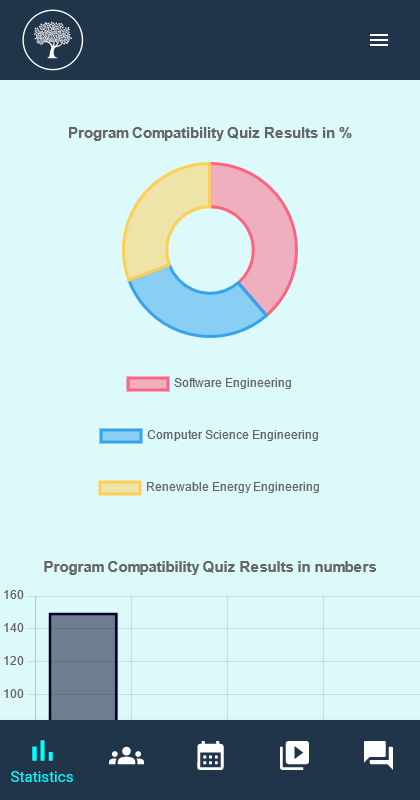 Program Compatibility Quiz Results in %
Software Engineering
Computer Science Engineering
Renewable Energy Engineering
Program Compatibility Quiz Results in numbers
160
140
120
100
Statistics